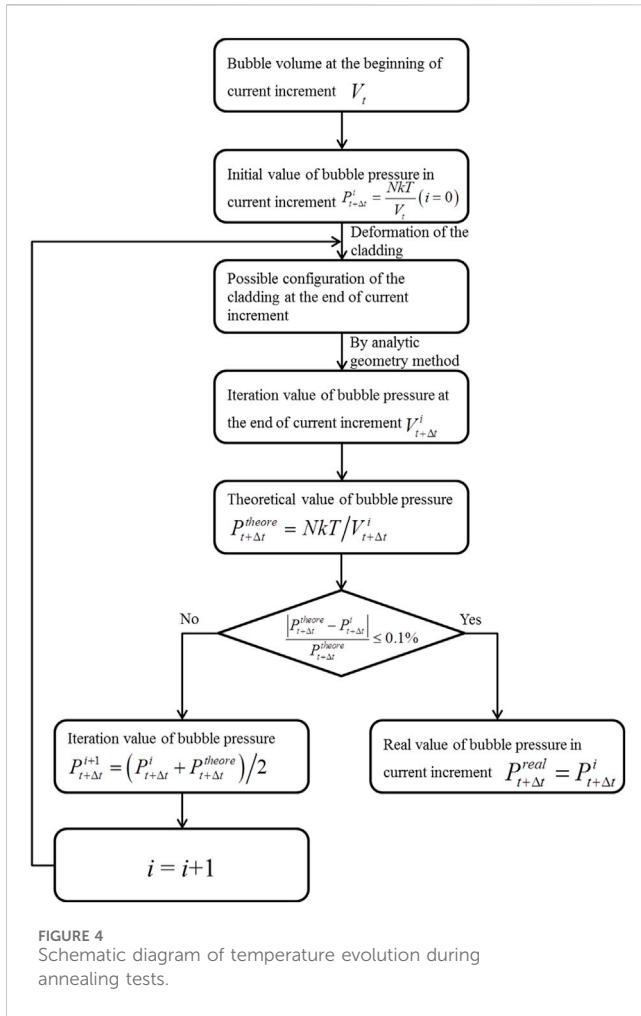 Bubble volume at the beginning of
current increment V_t
Initial value of bubble pressure in
current increment P^i_{t+Δt} = NkT/V_t (i=0)
Deformation of the
cladding
Possible configuration of the
cladding at the end of current
increment
By analytic
geometry method
Iteration value of bubble pressure at
the end of current increment V^i_{t+Δt}
Theoretical value of bubble pressure
P^{theore}_{t+Δt} = NkT/V^i_{t+Δt}
No
|P^{theore}_{t+Δt} − P^i_{t+Δt}|/P^{theore}_{t+Δt} ≤ 0.1%
Yes
Iteration value of bubble pressure
P^{i+1}_{t+Δt} = (P^i_{t+Δt} + P^{theore}_{t+Δt})/2
Real value of bubble pressure in
current increment P^{real}_{t+Δt} = P^i_{t+Δt}
i = i+1
FIGURE 4
Schematic diagram of temperature evolution during
annealing tests.